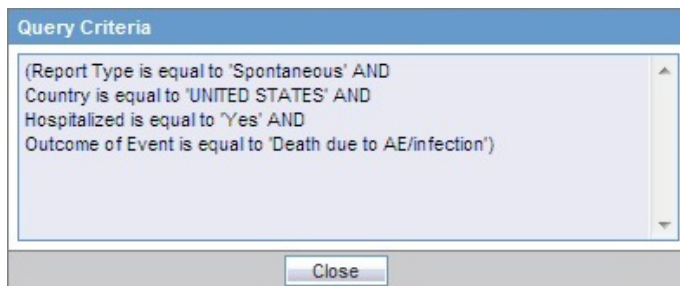 Query Criteria
(Report Type is equal to 'Spontaneous' AND
Country is equal to 'UNITED STATES' AND
Hospitalized is equal to 'Yes' AND
Outcome of Event is equal to 'Death due to AE/infection')
Close